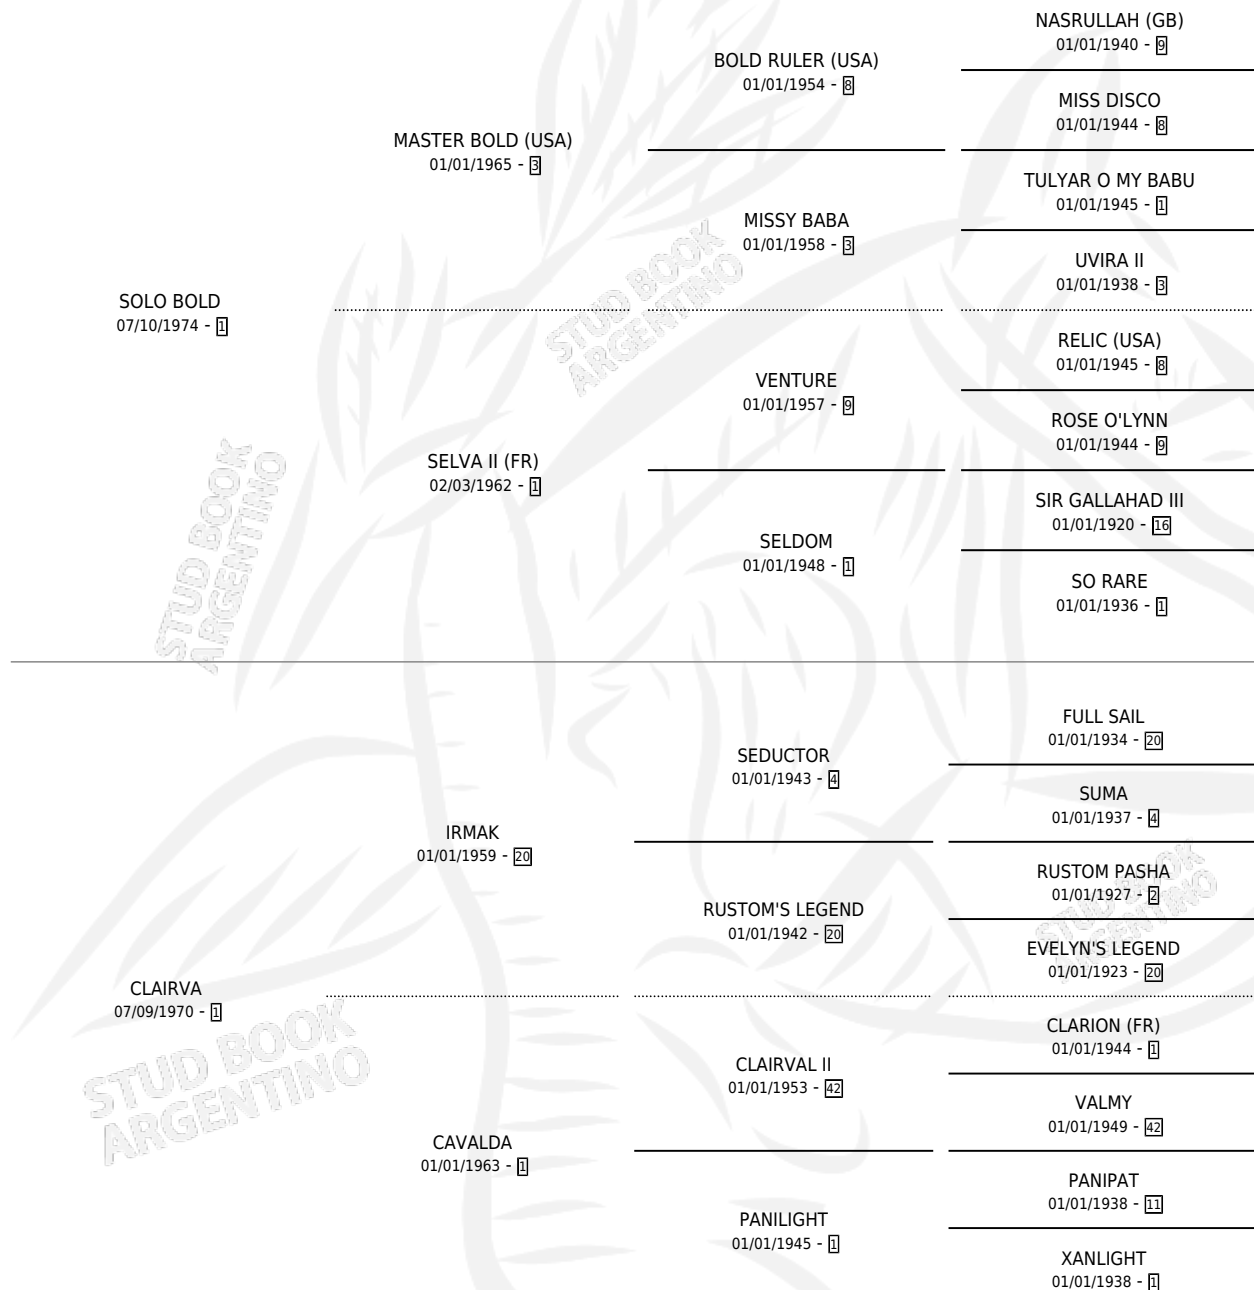 NASRULLAH (GB)
01/01/1940 - 9
BOLD RULER (USA)
01/01/1954 - 8
MISS DISCO
01/01/1944 - 8
MASTER BOLD (USA)
01/01/1965 - 3
TULYAR O MY BABU
01/01/1945 - 1
MISSY BABA
01/01/1958 - 3
UVIRA II
01/01/1938 - 3
SOLO BOLD
07/10/1974 - 1
RELIC (USA)
01/01/1945 - 8
VENTURE
01/01/1957 - 9
ROSE O'LYNN
01/01/1944 - 9
SELVA II (FR)
02/03/1962 - 1
SIR GALLAHAD III
01/01/1920 - 16
SELDOM
01/01/1948 - 1
SO RARE
01/01/1936 - 1
FULL SAIL
01/01/1934 - 20
SEDUCTOR
01/01/1943 - 4
SUMA
01/01/1937 - 4
IRMAK
01/01/1959 - 20
RUSTOM PASHA
01/01/1927 - 2
RUSTOM'S LEGEND
01/01/1942 - 20
EVELYN'S LEGEND
01/01/1923 - 20
CLAIRVA
07/09/1970 - 1
CLARION (FR)
01/01/1944 - 1
CLAIRVAL II
01/01/1953 - 42
VALMY
01/01/1949 - 42
CAVALDA
01/01/1963 - 1
PANIPAT
01/01/1938 - 11
PANILIGHT
01/01/1945 - 1
XANLIGHT
01/01/1938 - 1
STUD BOOK
ARGENTINO
STUD BOOK
ARGENTINO
STUD BOOK
ARGENTINO
STUD BOOK
ARGENTINO